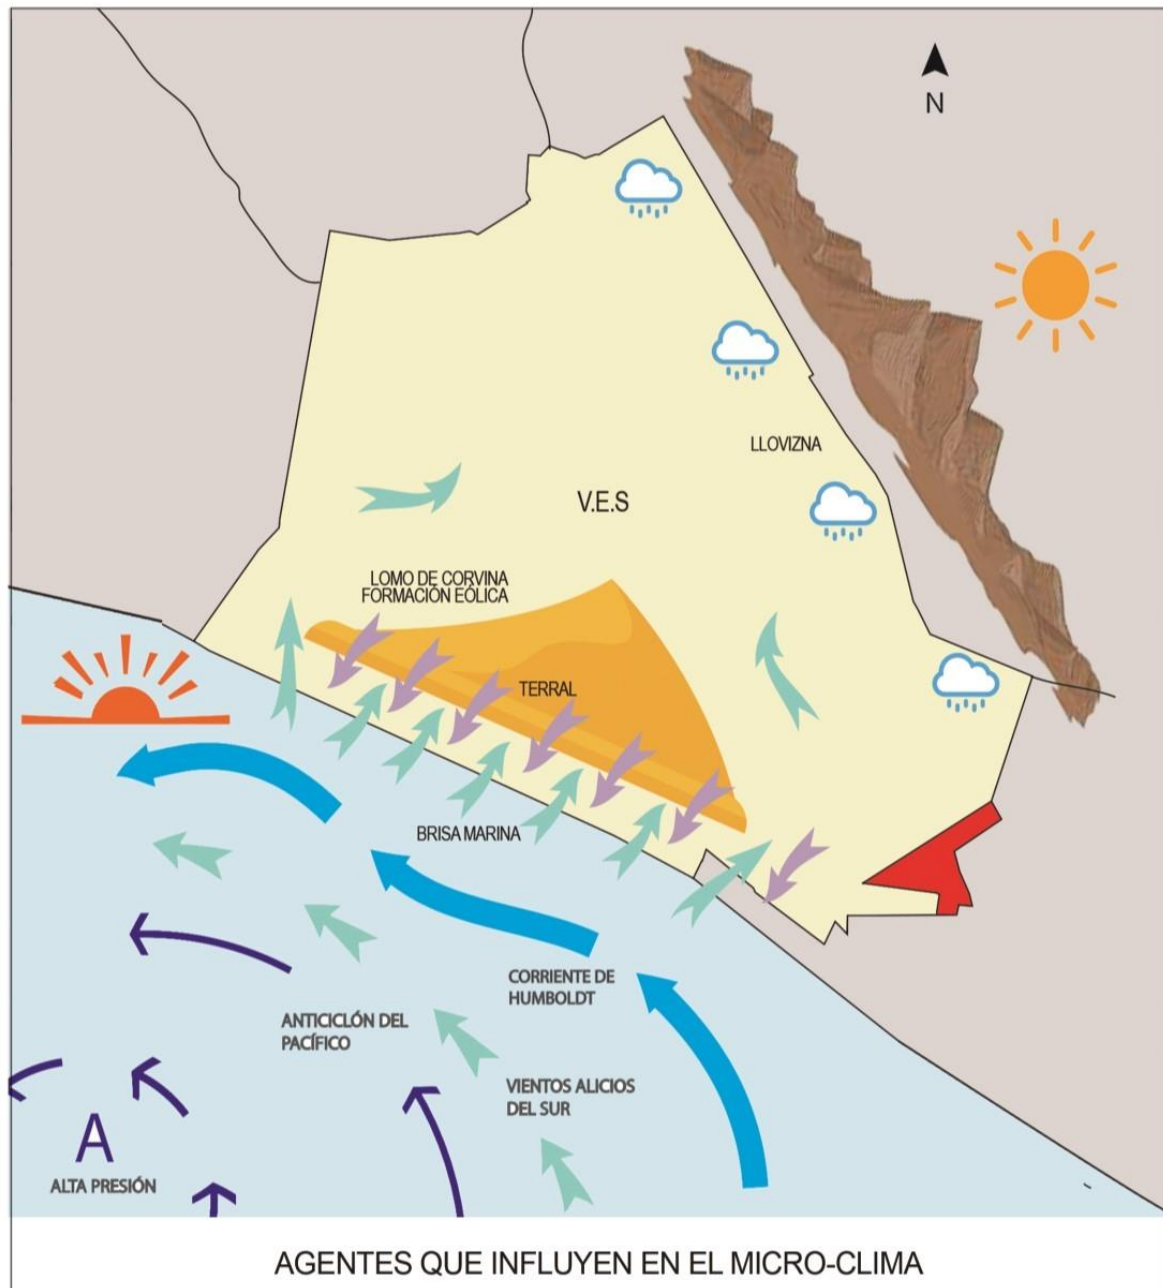 N
LLOVIZNA
V.E.S
LOMO DE CORVINA
FORMACIÓN EÓLICA
TERRAL
BRISA MARINA
CORRIENTE DE
HUMBOLDT
ANTICICLÓN DEL
PACÍFICO
VIENTOS ALICIOS
DEL SUR
A
ALTA PRESIÓN
AGENTES QUE INFLUYEN EN EL MICRO-CLIMA